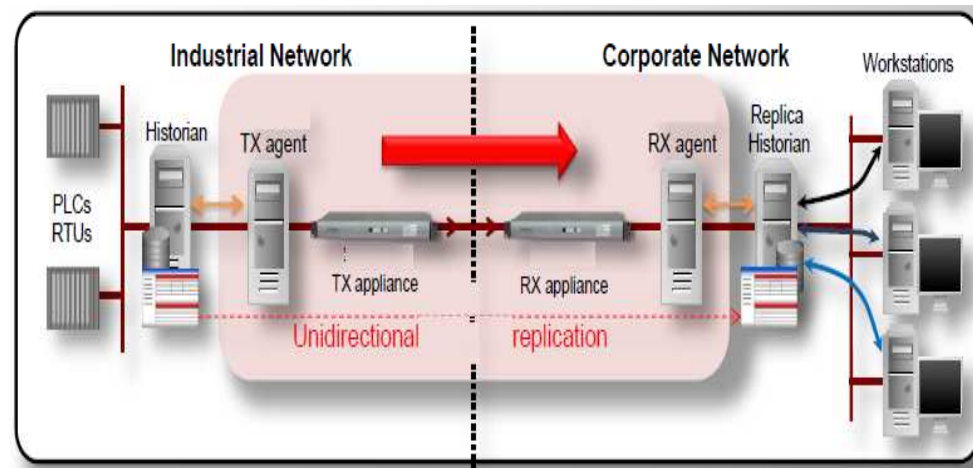 Industrial Network
Corporate Network
Workstations
Historian
TX agent
RX agent
Replica
Historian
PLCs
RTUs
TX appliance
RX appliance
Unidirectional
replication